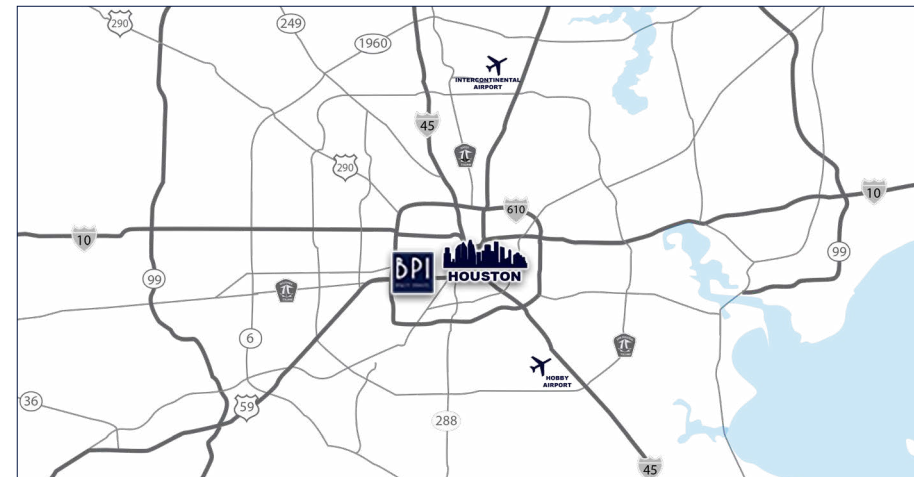 290
249
1960
INTERCONTINENTAL
AIRPORT
45
290
610
10
10
99
BPI
HOUSTON
99
6
HOBBY
AIRPORT
36
59
288
45